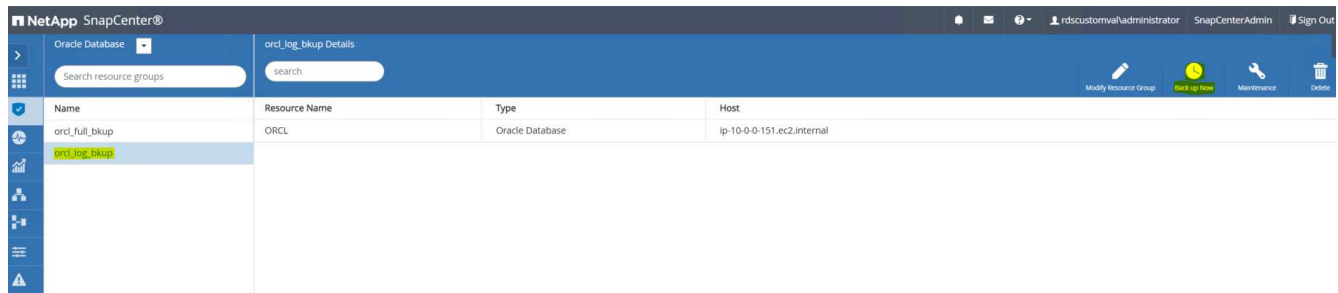 NetApp SnapCenter®
rdscustomval\administrator SnapCenterAdmin Sign Out
Oracle Database
orcl_log_bkup Details
Search resource groups
search
Modify Resource Group Back up Now Maintenance Delete
Name Resource Name Type Host
orcl_full_bkup ORCL Oracle Database ip-10-0-0-151.ec2.internal
orcl_log_bkup